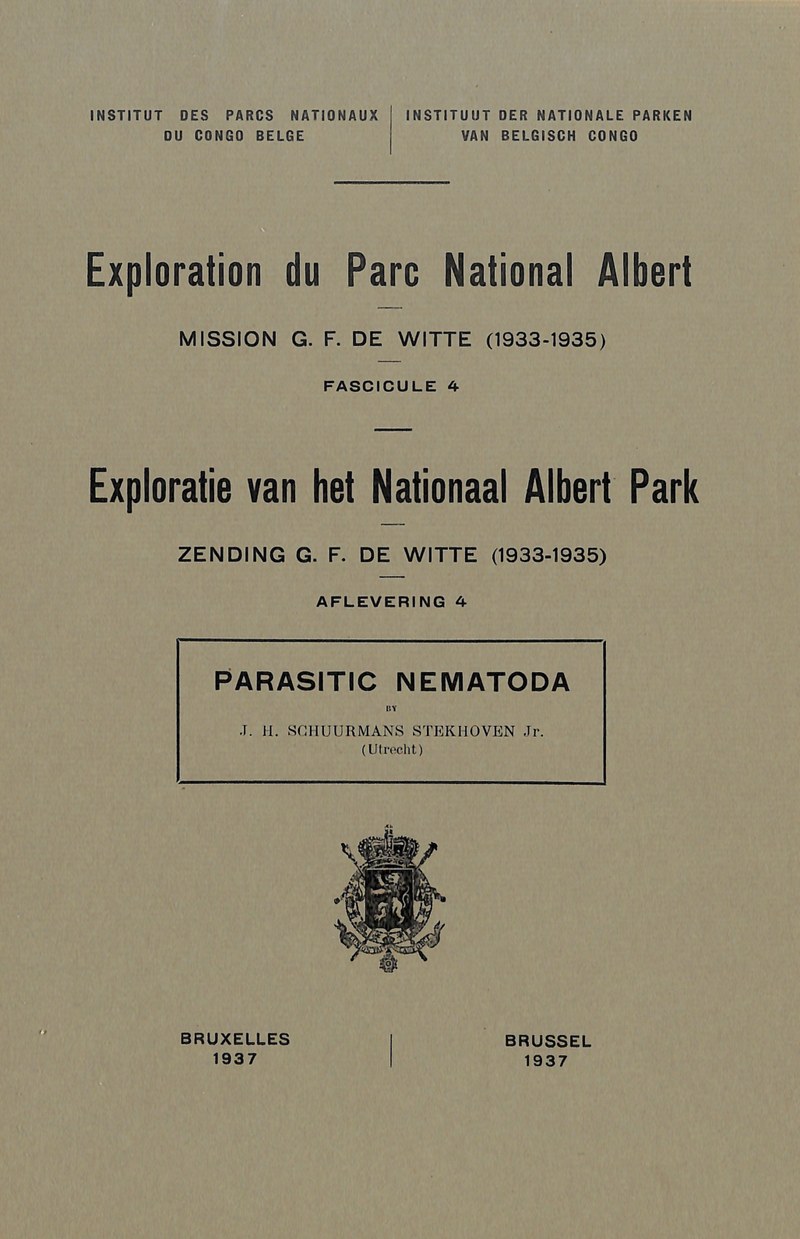 INSTITUT DES PARCS NATIONAUX
DU CONGO BELGE
INSTITUUT DER NATIONALE PARKEN
VAN BELGISCH CONGO
Exploration du Parc National Albert
MISSION G. F. DE WITTE (1933-1935)
FASCICULE 4
Exploratie van het Nationaal Albert Park
ZENDING G. F. DE WITTE (1933-1935)
AFLEVERING 4
PARASITIC NEMATODA
BY
J. H. SCHUURMANS STEKHOVEN Jr.
(Utrecht)
BRUXELLES
1937
BRUSSEL
1937